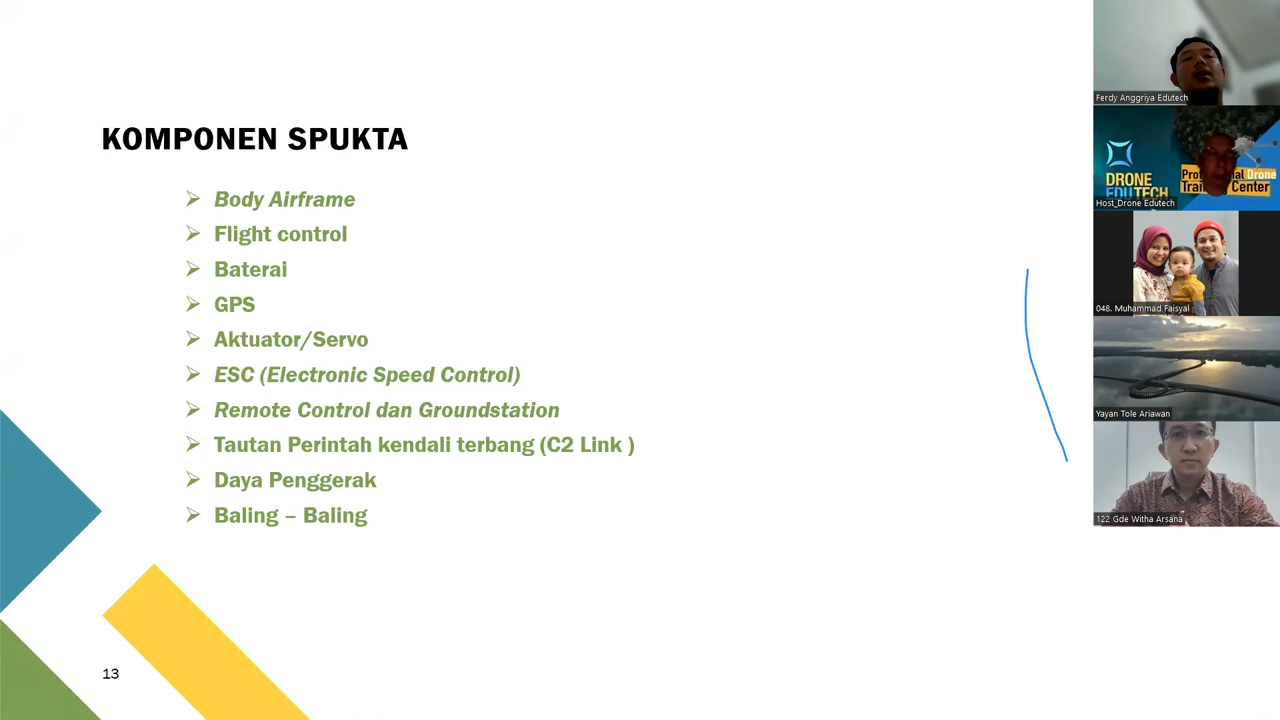 KOMPONEN SPUKTA
Body Airframe
Flight control
Baterai
GPS
Aktuator/Servo
ESC (Electronic Speed Control)
Remote Control dan Groundstation
Tautan Perintah kendali terbang (C2 Link )
Daya Penggerak
Baling – Baling
13
Ferdy Anggriya Edutech
DRONE
EDUTECH
Drone
Center
Host_Drone Edutech
048. Muhammad Faisyal
Yayan Tole Ariawan
122 Gde Witha Arsana